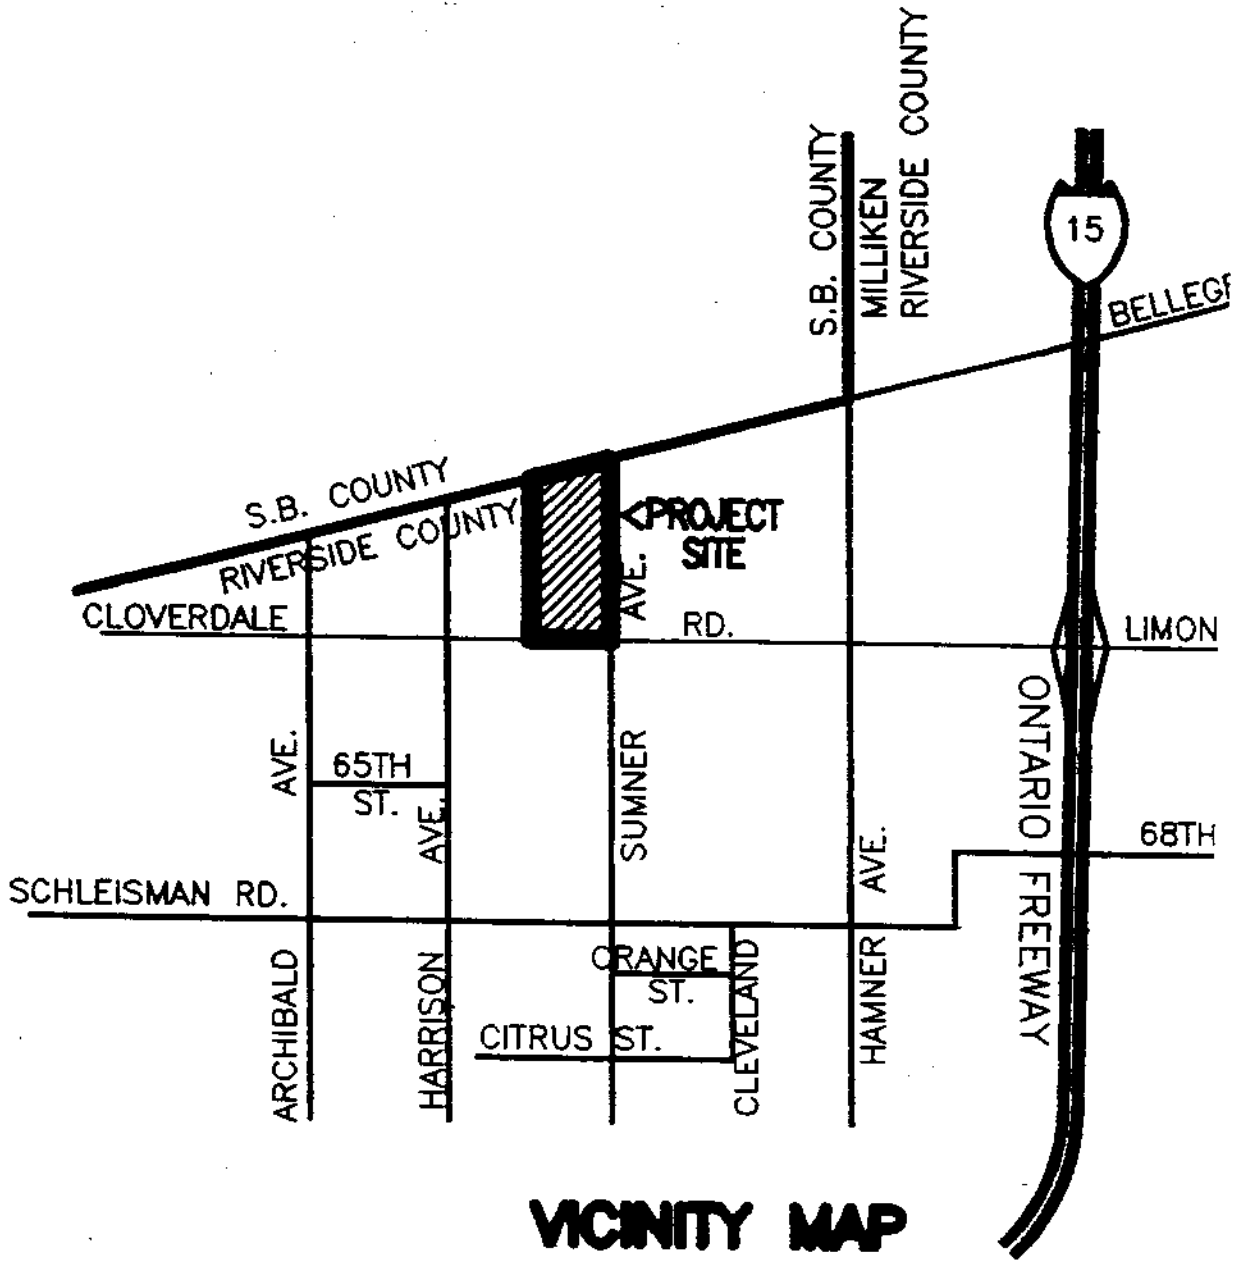 S.B. COUNTY
MILLIKEN
RIVERSIDE COUNTY
15
S.B. COUNTY
RIVERSIDE COUNTY
<PROJECT
SITE
AVE.
CLOVERDALE
RD.
LIMON
AVE.
65TH
ST.
AVE.
SUMNER
AVE.
ONTARIO FREEWAY
68TH
SCHLEISMAN RD.
ARCHIBALD
HARRISON
ORANGE
ST.
CITRUS ST.
CLEVELAND
HAMNER
VICINITY MAP